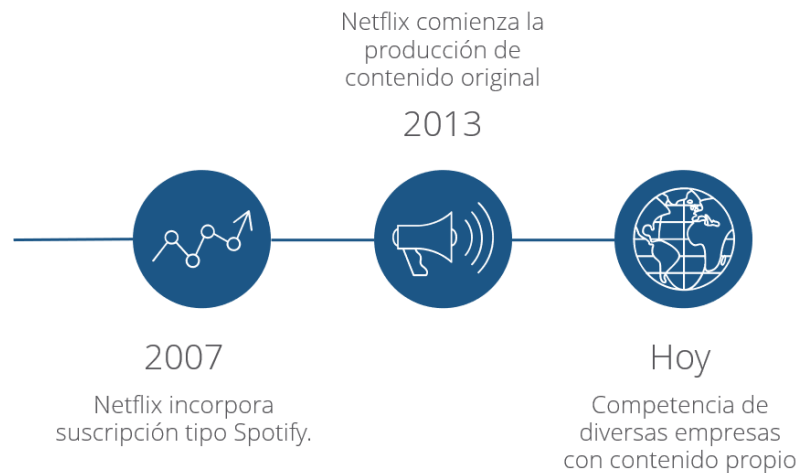 Netflix comienza la
producción de
contenido original
2013
2007
Netflix incorpora
suscripción tipo Spotify.
Hoy
Competencia de
diversas empresas
con contenido propio